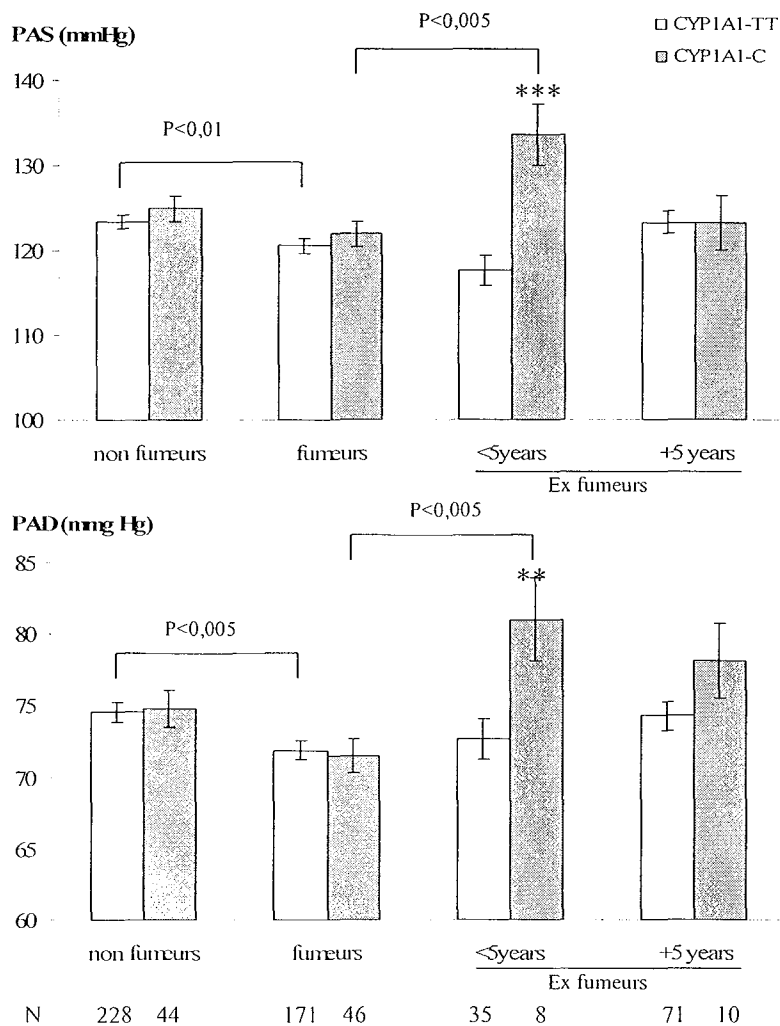 PAS (mmHg)
P<0,005
CYP1A1-TT
CYP1A1-C
140
***
P<0,01
130
120
110
100
non fumeurs fumeurs <5years +5 years
Ex fumeurs
PAD (mmg Hg)
P<0,005
85
**
P<0,005
80
75
70
65
60
non fumeurs fumeurs <5years +5 years
Ex fumeurs
N 228 44 171 46 35 8 71 10